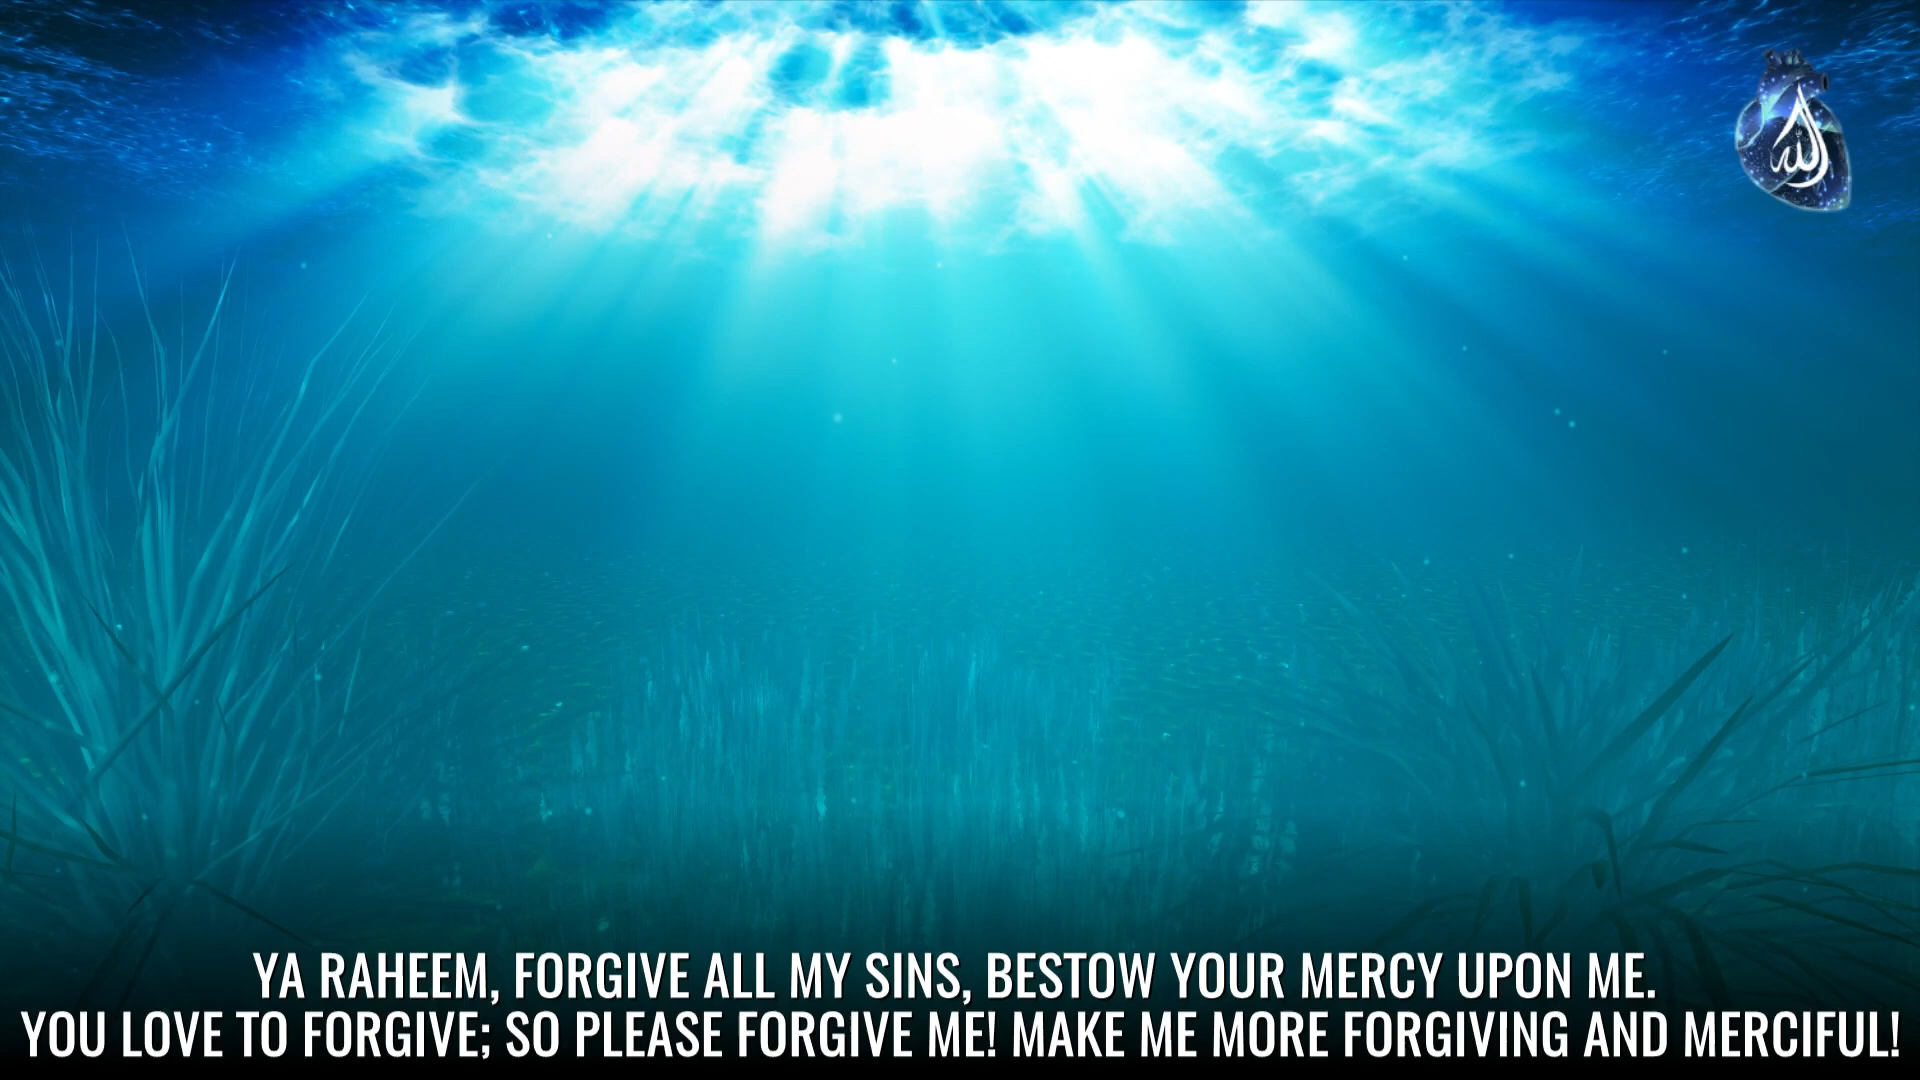 الله
YA RAHEEM, FORGIVE ALL MY SINS, BESTOW YOUR MERCY UPON ME.
YOU LOVE TO FORGIVE; SO PLEASE FORGIVE ME! MAKE ME MORE FORGIVING AND MERCIFUL!